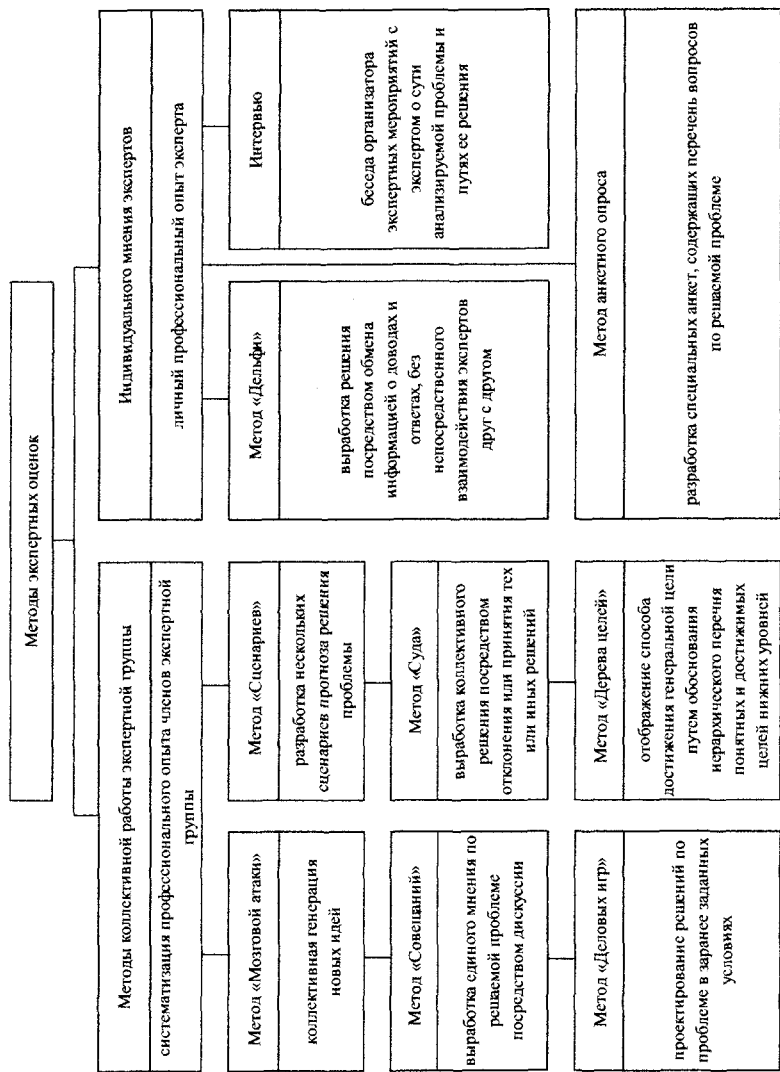 Методы экспертных оценок
Методы коллективной работы экспертной группы
систематизация профессионального опыта членов экспертной
группы
Метод «Мозговой атаки»
коллективная генерация
новых идей
Метод «Сценариев»
разработка нескольких
сценариев прогноза решения
проблемы
Метод «Совещаний»
выработка единого мнения по
решаемой проблеме
посредством дискуссии
Метод «Суда»
выработка коллективного
решения посредством
отклонения или принятия тех
или иных решений
Метод «Деловых игр»
проектирование решений по
проблеме в заранее заданных
условиях
Метод «Дерева целей»
отображение способа
достижения генеральной цели
путем обоснования
иерархического перечня
понятных и достижимых
целей нижних уровней
Индивидуального мнения экспертов
личный профессиональный опыт эксперта
Метод «Дельфи»
выработка решения
посредством обмена
информацией о доводах и
ответах, без
непосредственного
взаимодействия экспертов
друг с другом
Интервью
беседа организатора
экспертных мероприятий с
экспертом о сути
анализируемой проблемы и
путях ее решения
Метод анкетного опроса
разработка специальных анкет, содержащих перечень вопросов
по решаемой проблеме